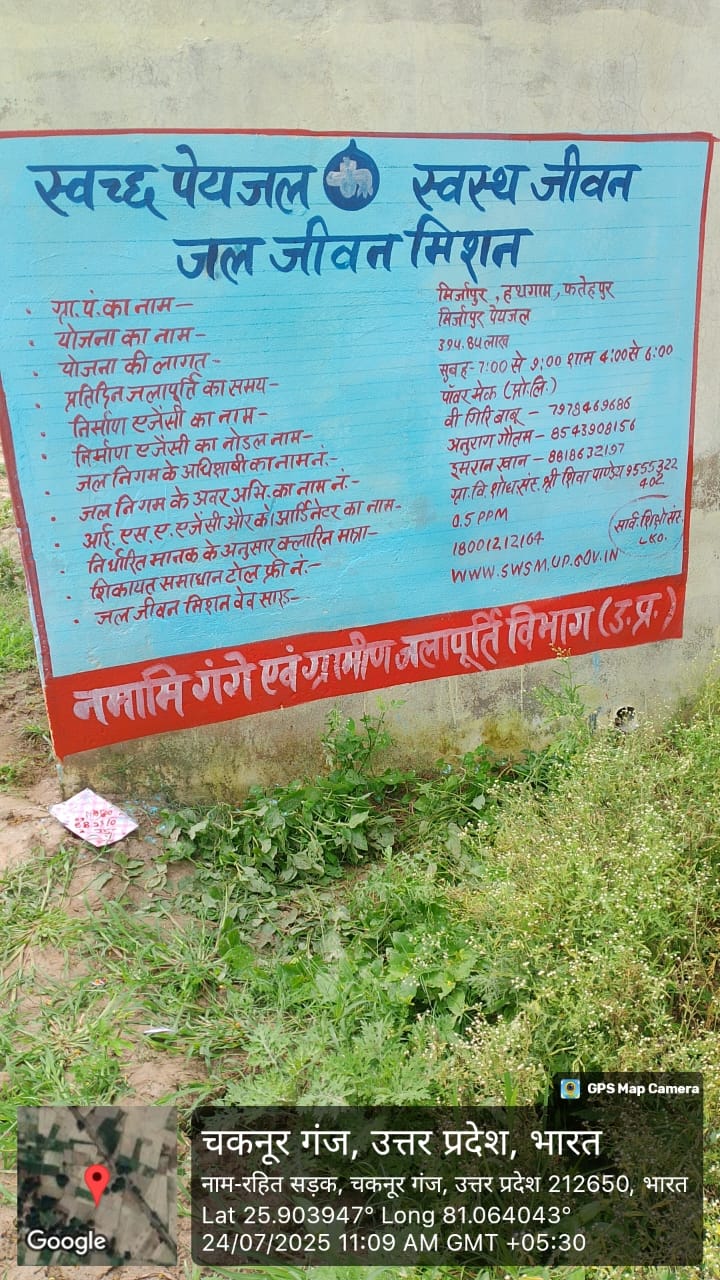 स्वच्छ पेयजल स्वस्थ जीवन
जल जीवन मिशन
ग्रा.पं.का नाम– मिर्जापुर, हथगाम, फतेहपुर
योजना का नाम– मिर्जापुर पेयजल
योजना की लागत– ३१५.६५ लाख
प्रतिदिन जलापूर्ति का समय– सुबह-7:00 से 9:00 शाम 4:00 से 6:00
निर्माण एजेंसी का नाम– पॉवर मेक (प्रो.लि.)
निर्माण एजेंसी का नोडल नाम– वी गिरि बाबू – 7978469686
जल निगम के अधिशाषी का नाम नं.– अनुराग गौतम – 8543908156
जल निगम के अवर अभि. का नाम नं.– इमरान खान – 8818632197
आई.एस.ए. एजेंसी और को आर्डिनेटर का नाम– ग्रा.वि.शोध संस्. श्री शिवा पाण्डेय 9555322
402
निर्धारित मानक के अनुसार क्लारिन मात्रा– 0.5 PPM
शिकायत समाधान टोल फ्री नं.– 18001212164
जल जीवन मिशन वेव साइड– WWW.SWSM.UP.GOV.IN
नमामि गंगे एवं ग्रामीण जलापूर्ति विभाग (उ.प्र.)
GPS Map Camera
चकनूर गंज, उत्तर प्रदेश, भारत
नाम-रहित सड़क, चकनूर गंज, उत्तर प्रदेश 212650, भारत
Lat 25.903947° Long 81.064043°
24/07/2025 11:09 AM GMT +05:30
Google